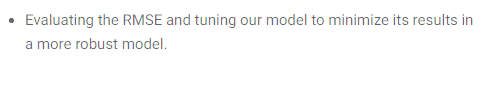 • Evaluating the RMSE and tuning our model to minimize its results in
a more robust model.